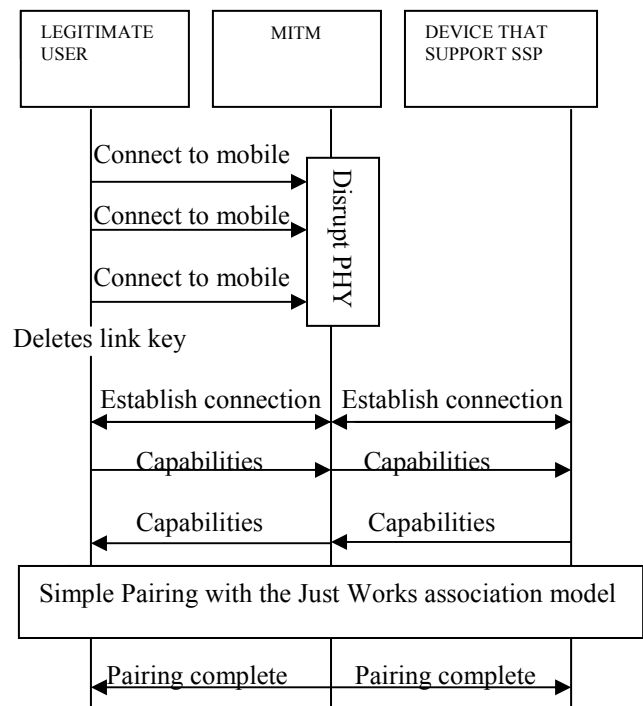 LEGITIMATE
USER
MITM
DEVICE THAT
SUPPORT SSP
Connect to mobile
Connect to mobile
Connect to mobile
Disrupt PHY
Deletes link key
Establish connection
Establish connection
Capabilities
Capabilities
Capabilities
Capabilities
Simple Pairing with the Just Works association model
Pairing complete
Pairing complete